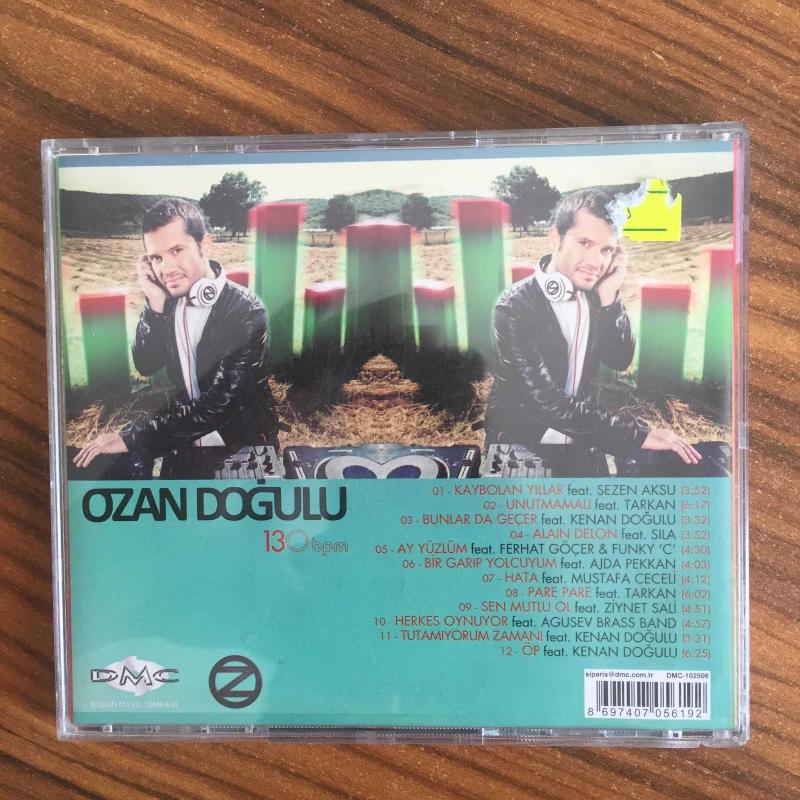 OZAN DOĞULU
130bpm
01 - KAYBOLAN YILLAR feat. SEZEN AKSU (3:52)
02 - UNUTMAMALI feat. TARKAN (6:17)
03 - BUNLAR DA GEÇER feat. KENAN DOĞULU (3:32)
04 - ALAIN DELON feat. SILA (3:52)
05 - AY YÜZLÜM feat. FERHAT GÖÇER & FUNKY 'C' (4:30)
06 - BİR GARİP YOLCUYUM feat. AJDA PEKKAN (4:03)
07 - HATA feat. MUSTAFA CECELİ (4:12)
08 - PARE PARE feat. TARKAN (6:02)
09 - SEN MUTLU OL feat. ZİYNET SALİ (4:51)
10 - HERKES OYNUYOR feat. AGUSEV BRASS BAND (4:57)
11 - TUTAMIYORUM ZAMANI feat. KENAN DOĞULU (3:31)
12 - ÖP feat. KENAN DOĞULU (6:25)
DMC
DOĞAN MUSIC COMPANY
OZ
siparis@dmc.com.tr DMC-102506
8 697407 056192